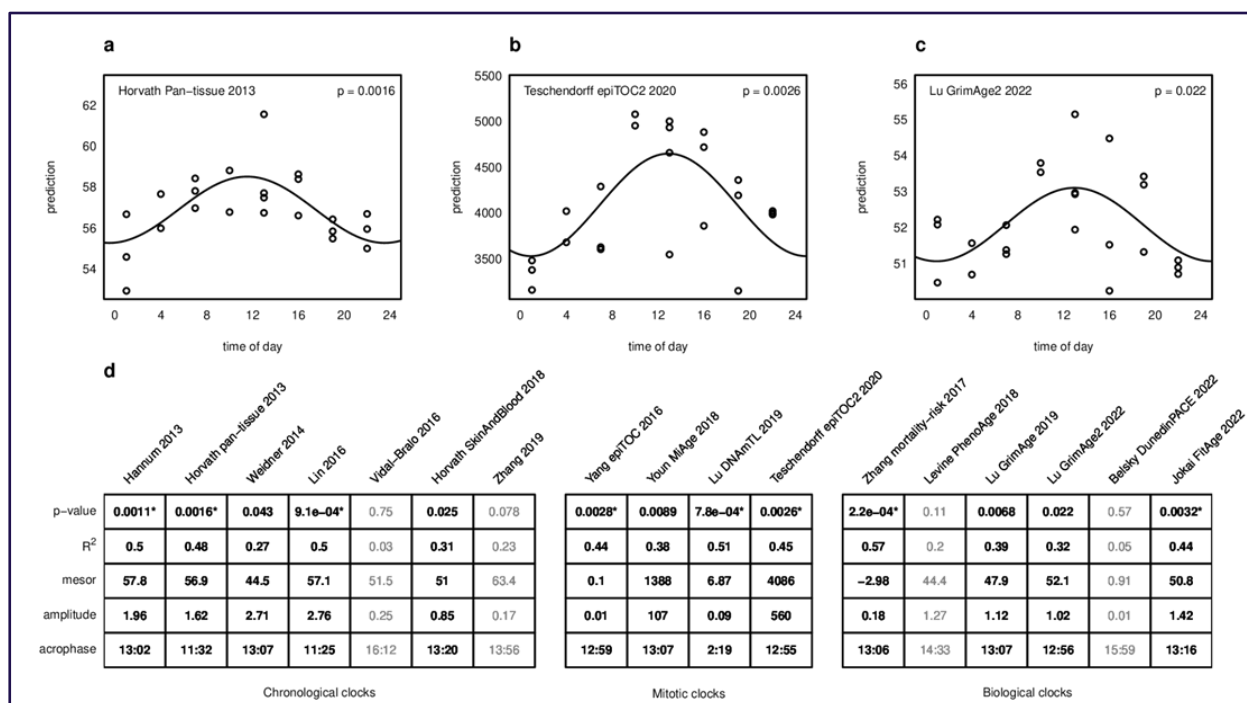 a
Horvath Pan-tissue 2013 p = 0.0016
62
60
58
56
54
prediction
0 4 8 12 16 20 24
time of day
b
Teschendorff epiTOC2 2020 p = 0.0026
5500
5000
4500
4000
3500
prediction
0 4 8 12 16 20 24
time of day
c
Lu GrimAge2 2022 p = 0.022
56
55
54
53
52
51
prediction
0 4 8 12 16 20 24
time of day
d
Hannum 2013 Horvath pan-tissue 2013 Weidner 2014 Lin 2016 Vidal-Bralo 2016 Horvath SkinAndBlood 2018 Zhang 2019 Yang epiTOC 2016 Youn MiAge 2018 Lu DNAmTL 2019 Teschendorff epiTOC2 2020 Zhang mortality-risk 2017 Levine PhenoAge 2018 Lu GrimAge 2019 Lu GrimAge2 2022 Belsky DunedinPACE 2022 Jokai FitAge 2022
p-value 0.0011* 0.0016* 0.043 9.1e-04* 0.75 0.025 0.078 0.0028* 0.0089 7.8e-04* 0.0026* 2.2e-04* 0.11 0.0068 0.022 0.57 0.0032*
R² 0.5 0.48 0.27 0.5 0.03 0.31 0.23 0.44 0.38 0.51 0.45 0.57 0.2 0.39 0.32 0.05 0.44
mesor 57.8 56.9 44.5 57.1 51.5 51 63.4 0.1 1388 6.87 4086 −2.98 44.4 47.9 52.1 0.91 50.8
amplitude 1.96 1.62 2.71 2.76 0.25 0.85 0.17 0.01 107 0.09 560 0.18 1.27 1.12 1.02 0.01 1.42
acrophase 13:02 11:32 13:07 11:25 16:12 13:20 13:56 12:59 13:07 2:19 12:55 13:06 14:33 13:07 12:56 15:59 13:16
Chronological clocks Mitotic clocks Biological clocks